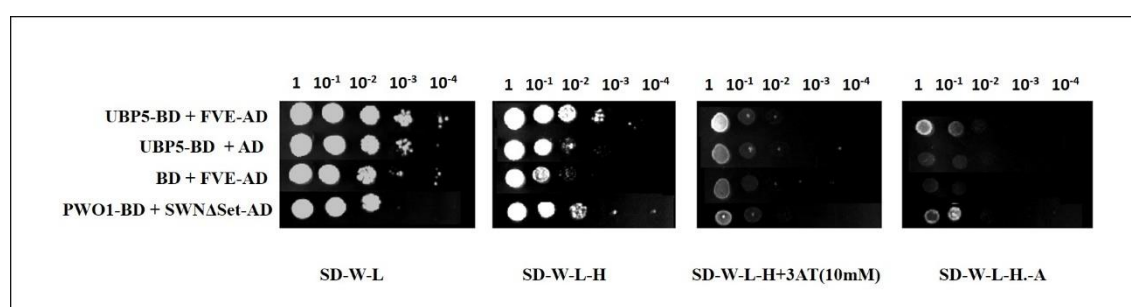 1 10-1 10-2 10-3 10-4 1 10-1 10-2 10-3 10-4 1 10-1 10-2 10-3 10-4 1 10-1 10-2 10-3 10-4
UBP5-BD + FVE-AD
UBP5-BD + AD
BD + FVE-AD
PWO1-BD + SWNΔSet-AD
SD-W-L SD-W-L-H SD-W-L-H+3AT(10mM) SD-W-L-H.-A